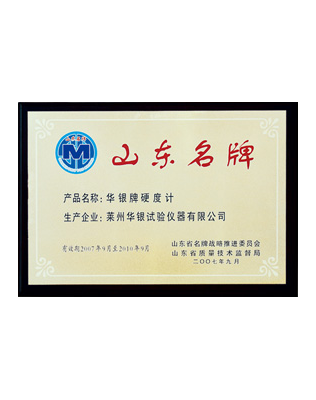 山东名牌
产品名称：华银牌硬度计
生产企业：莱州华银试验仪器有限公司
有效期2007年9月至2010年9月
山东省名牌战略推进委员会
山东省质量技术监督局
二〇〇七年九月